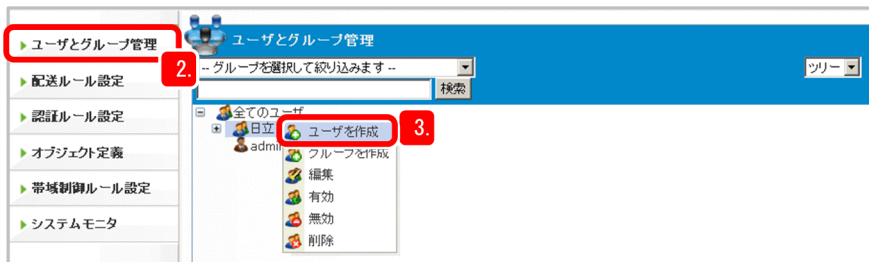 ユーザとグループ管理
配送ルール設定
認証ルール設定
オブジェクト定義
帯域制御ルール設定
システムモニタ
2.
ユーザとグループ管理
-- グループを選択して絞り込みます --
ツリー
検索
全てのユーザ
日立
admi
ユーザを作成
グループを作成
編集
有効
無効
削除
3.